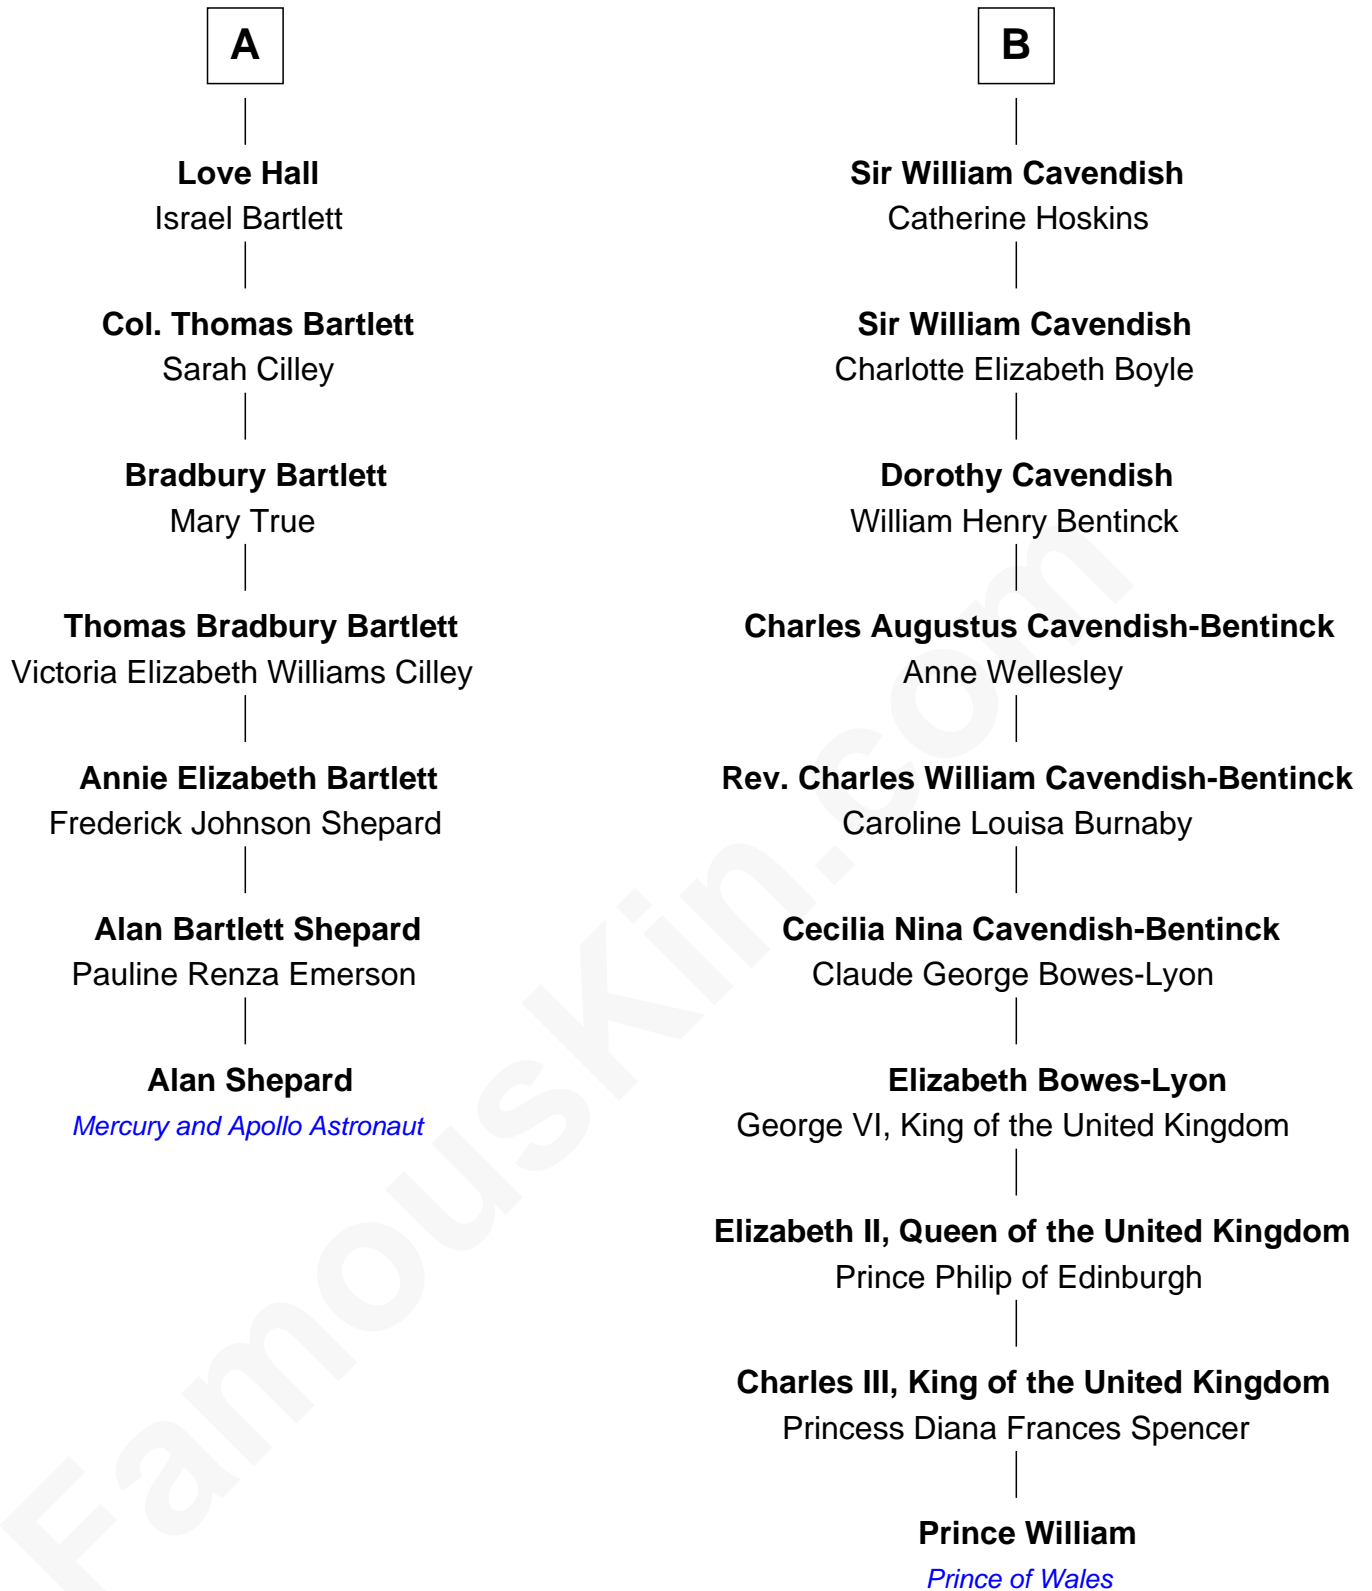 A
Love Hall
Israel Bartlett
Col. Thomas Bartlett
Sarah Cilley
Bradbury Bartlett
Mary True
Thomas Bradbury Bartlett
Victoria Elizabeth Williams Cilley
Annie Elizabeth Bartlett
Frederick Johnson Shepard
Alan Bartlett Shepard
Pauline Renza Emerson
Alan Shepard
Mercury and Apollo Astronaut
B
Sir William Cavendish
Catherine Hoskins
Sir William Cavendish
Charlotte Elizabeth Boyle
Dorothy Cavendish
William Henry Bentinck
Charles Augustus Cavendish-Bentinck
Anne Wellesley
Rev. Charles William Cavendish-Bentinck
Caroline Louisa Burnaby
Cecilia Nina Cavendish-Bentinck
Claude George Bowes-Lyon
Elizabeth Bowes-Lyon
George VI, King of the United Kingdom
Elizabeth II, Queen of the United Kingdom
Prince Philip of Edinburgh
Charles III, King of the United Kingdom
Princess Diana Frances Spencer
Prince William
Prince of Wales
FamousKin.com